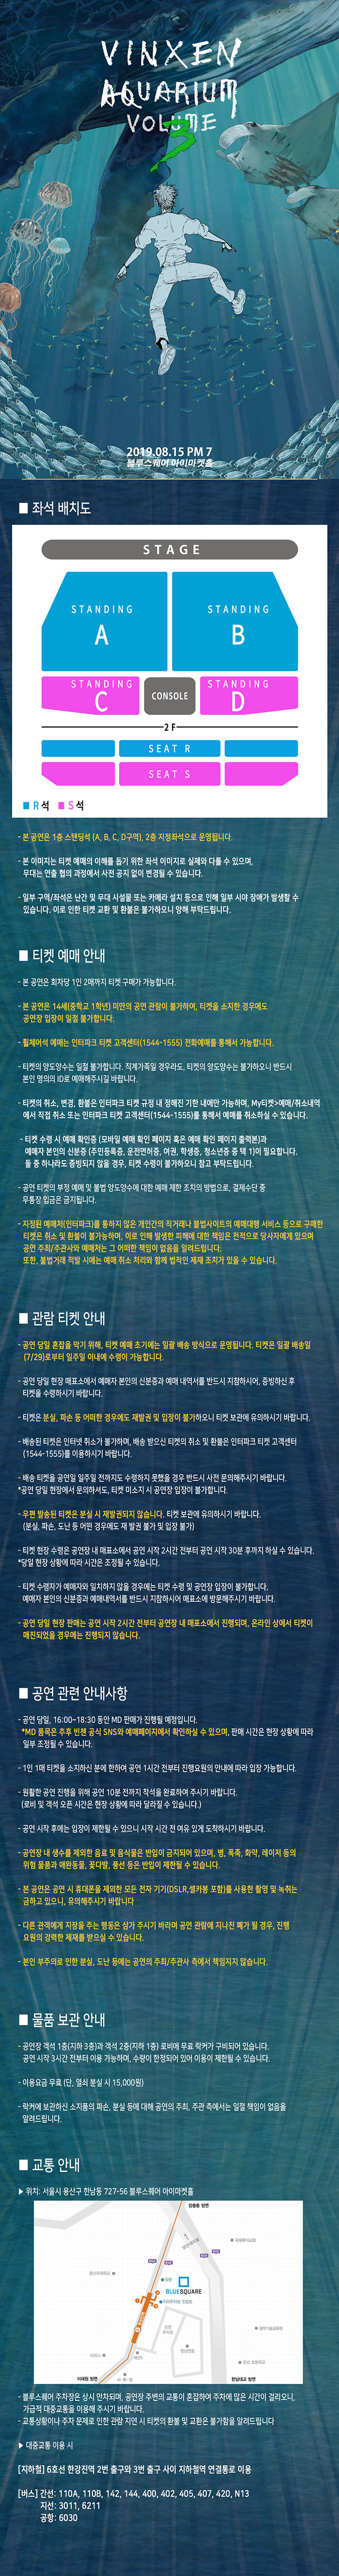 VINXEN
AQUARIUM
VOLUME
3
2019.08.15 PM 7
블루스퀘어 아이마켓홀
■ 좌석 배치도
STAGE
STANDING
A
STANDING
B
STANDING
C
CONSOLE
STANDING
D
2 F
SEAT R
SEAT S
■ R석 ■ S석
- 본 공연은 1층 스탠딩석 (A, B, C, D구역), 2층 지정좌석으로 운영됩니다.
- 본 이미지는 티켓 예매의 이해를 돕기 위한 좌석 이미지로 실제와 다를 수 있으며,
무대는 연출 협의 과정에서 사전 공지 없이 변경될 수 있습니다.
- 일부 구역/좌석은 난간 및 무대 시설물 또는 카메라 설치 등으로 인해 일부 시야 장애가 발생할 수
있습니다. 이로 인한 티켓 교환 및 환불은 불가하오니 양해 부탁드립니다.
■ 티켓 예매 안내
- 본 공연은 회차당 1인 2매까지 티켓 구매가 가능합니다.
- 본 공연은 14세(중학교 1학년) 미만의 공연 관람이 불가하여, 티켓을 소지한 경우에도
공연장 입장이 일절 불가합니다.
- 휠체어석 예매는 인터파크 티켓 고객센터(1544-1555) 전화예매를 통해서 가능합니다.
- 티켓의 양도양수는 일절 불가합니다. 직계가족일 경우라도, 티켓의 양도양수는 불가하오니 반드시
본인 명의의 ID로 예매해주시길 바랍니다.
- 티켓의 취소, 변경, 환불은 인터파크 티켓 규정 내 정해진 기한 내에만 가능하며, My티켓>예매/취소내역
에서 직접 취소 또는 인터파크 티켓 고객센터(1544-1555)를 통해서 예매를 취소하실 수 있습니다.
- 티켓 수령 시 예매 확인증 (모바일 예매 확인 페이지 혹은 예매 확인 페이지 출력본)과
예매자 본인의 신분증 (주민등록증, 운전면허증, 여권, 학생증, 청소년증 중 택 1)이 필요합니다.
둘 중 하나라도 증빙되지 않을 경우, 티켓 수령이 불가하오니 참고 부탁드립니다.
- 공연 티켓의 부정 예매 및 불법 양도양수에 대한 예매 제한 조치의 방법으로, 결제수단 중
무통장 입금은 금지됩니다.
- 지정된 예매처(인터파크)를 통하지 않은 개인간의 직거래나 불법사이트의 예매대행 서비스 등으로 구매한
티켓은 취소 및 환불이 불가능하며, 이로 인해 발생한 피해에 대한 책임은 전적으로 당사자에게 있으며
공연 주최/주관사와 예매처는 그 어떠한 책임이 없음을 알려드립니다.
또한, 불법거래 적발 시에는 예매 취소 처리와 함께 법적인 제재 조치가 있을 수 있습니다.
■ 관람 티켓 안내
- 공연 당일 혼잡을 막기 위해, 티켓 예매 초기에는 일괄 배송 방식으로 운영됩니다. 티켓은 일괄 배송일
(7/29)로부터 일주일 이내에 수령이 가능합니다.
- 공연 당일 현장 매표소에서 예매자 본인의 신분증과 예매 내역서를 반드시 지참하시어, 증빙하신 후
티켓을 수령하시기 바랍니다.
- 티켓은 분실, 파손 등 어떠한 경우에도 재발권 및 입장이 불가하오니 티켓 보관에 유의하시기 바랍니다.
- 배송된 티켓은 인터넷 취소가 불가하며, 배송 받으신 티켓의 취소 및 환불은 인터파크 티켓 고객센터
(1544-1555)를 이용하시기 바랍니다.
- 배송 티켓을 공연일 일주일 전까지도 수령하지 못했을 경우 반드시 사전 문의해주시기 바랍니다.
*공연 당일 현장에서 문의하셔도, 티켓 미소지 시 공연장 입장이 불가합니다.
- 우편 발송된 티켓은 분실 시 재발권되지 않습니다. 티켓 보관에 유의하시기 바랍니다.
(분실, 파손, 도난 등 어떤 경우에도 재 발권 불가 및 입장 불가)
- 티켓 현장 수령은 공연장 내 매표소에서 공연 시작 2시간 전부터 공연 시작 30분 후까지 하실 수 있습니다.
*당일 현장 상황에 따라 시간은 조정될 수 있습니다.
- 티켓 수령자가 예매자와 일치하지 않을 경우에는 티켓 수령 및 공연장 입장이 불가합니다.
예매자 본인의 신분증과 예매내역서를 반드시 지참하시어 매표소에 방문해주시기 바랍니다.
- 공연 당일 현장 판매는 공연 시작 2시간 전부터 공연장 내 매표소에서 진행되며, 온라인 상에서 티켓이
매진되었을 경우에는 진행되지 않습니다.
■ 공연 관련 안내사항
- 공연 당일, 16:00~18:30 동안 MD 판매가 진행될 예정입니다.
*MD 품목은 추후 빈첸 공식 SNS와 예매페이지에서 확인하실 수 있으며, 판매 시간은 현장 상황에 따라
일부 조정될 수 있습니다.
- 1인 1매 티켓을 소지하신 분에 한하여 공연 1시간 전부터 진행요원의 안내에 따라 입장 가능합니다.
- 원활한 공연 진행을 위해 공연 10분 전까지 착석을 완료하여 주시기 바랍니다.
(로비 및 객석 오픈 시간은 현장 상황에 따라 달라질 수 있습니다.)
- 공연 시작 후에는 입장이 제한될 수 있으니 시작 시간 전 여유 있게 도착하시기 바랍니다.
- 공연장 내 생수를 제외한 음료 및 음식물은 반입이 금지되어 있으며, 병, 폭죽, 화약, 레이저 등의
위험 물품과 애완동물, 꽃다발, 풍선 등은 반입이 제한될 수 있습니다.
- 본 공연은 공연 시 휴대폰을 제외한 모든 전자 기기(DSLR,셀카봉 포함)를 사용한 촬영 및 녹취는
금하고 있으니, 유의해주시기 바랍니다
- 다른 관객에게 지장을 주는 행동은 삼가 주시기 바라며 공연 관람에 지나친 폐가 될 경우, 진행
요원의 강력한 제재를 받으실 수 있습니다.
- 본인 부주의로 인한 분실, 도난 등에는 공연의 주최/주관사 측에서 책임지지 않습니다.
■ 물품 보관 안내
- 공연장 객석 1층(지하 3층)과 객석 2층(지하 1층) 로비에 무료 락커가 구비되어 있습니다.
공연 시작 3시간 전부터 이용 가능하며, 수량이 한정되어 있어 이용이 제한될 수 있습니다.
- 이용요금 무료 (단, 열쇠 분실 시 15,000원)
- 락커에 보관하신 소지품의 파손, 분실 등에 대해 공연의 주최, 주관 측에서는 일절 책임이 없음을
알려드립니다.
■ 교통 안내
▶ 위치: 서울시 용산구 한남동 727-56 블루스퀘어 아이마켓홀
BLUESQUARE
이태원 방면
한남대교 방면
- 블루스퀘어 주차장은 상시 만차되며, 공연장 주변의 교통이 혼잡하여 주차에 많은 시간이 걸리오니,
가급적 대중교통을 이용해 주시기 바랍니다.
- 교통상황이나 주차 문제로 인한 관람 지연 시 티켓의 환불 및 교환은 불가함을 알려드립니다
▶ 대중교통 이용 시
[지하철] 6호선 한강진역 2번 출구와 3번 출구 사이 지하철역 연결통로 이용
[버스] 간선: 110A, 110B, 142, 144, 400, 402, 405, 407, 420, N13
지선: 3011, 6211
공항: 6030